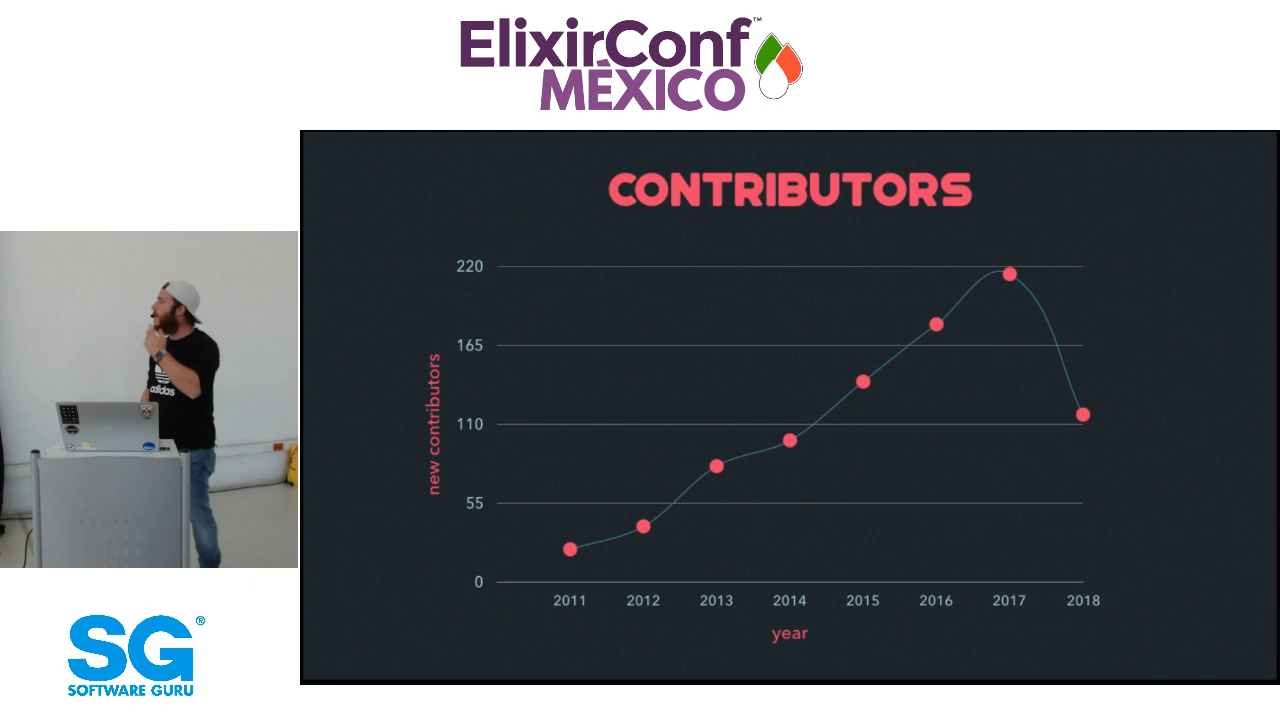 ElixirConf™
MÉXICO
CONTRIBUTORS
220
165
110
55
0
new contributors
2011 2012 2013 2014 2015 2016 2017 2018
year
adidas
SG®
SOFTWARE GURU